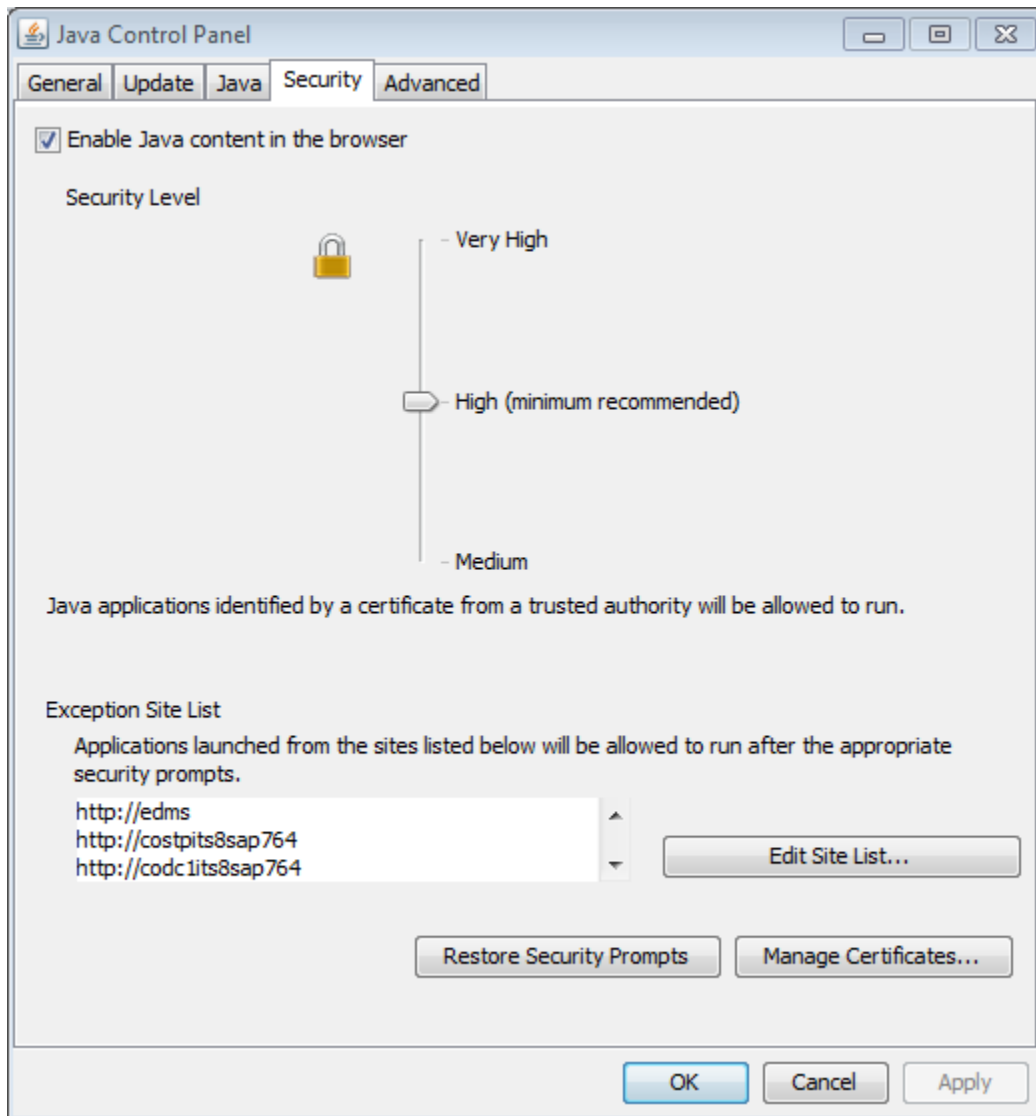 Java Control Panel
General Update Java Security Advanced
Enable Java content in the browser
Security Level
Very High
High (minimum recommended)
Medium
Java applications identified by a certificate from a trusted authority will be allowed to run.
Exception Site List
Applications launched from the sites listed below will be allowed to run after the appropriate
security prompts.
http://edms
http://costpits8sap764
http://codc1its8sap764
Edit Site List...
Restore Security Prompts Manage Certificates...
OK Cancel Apply